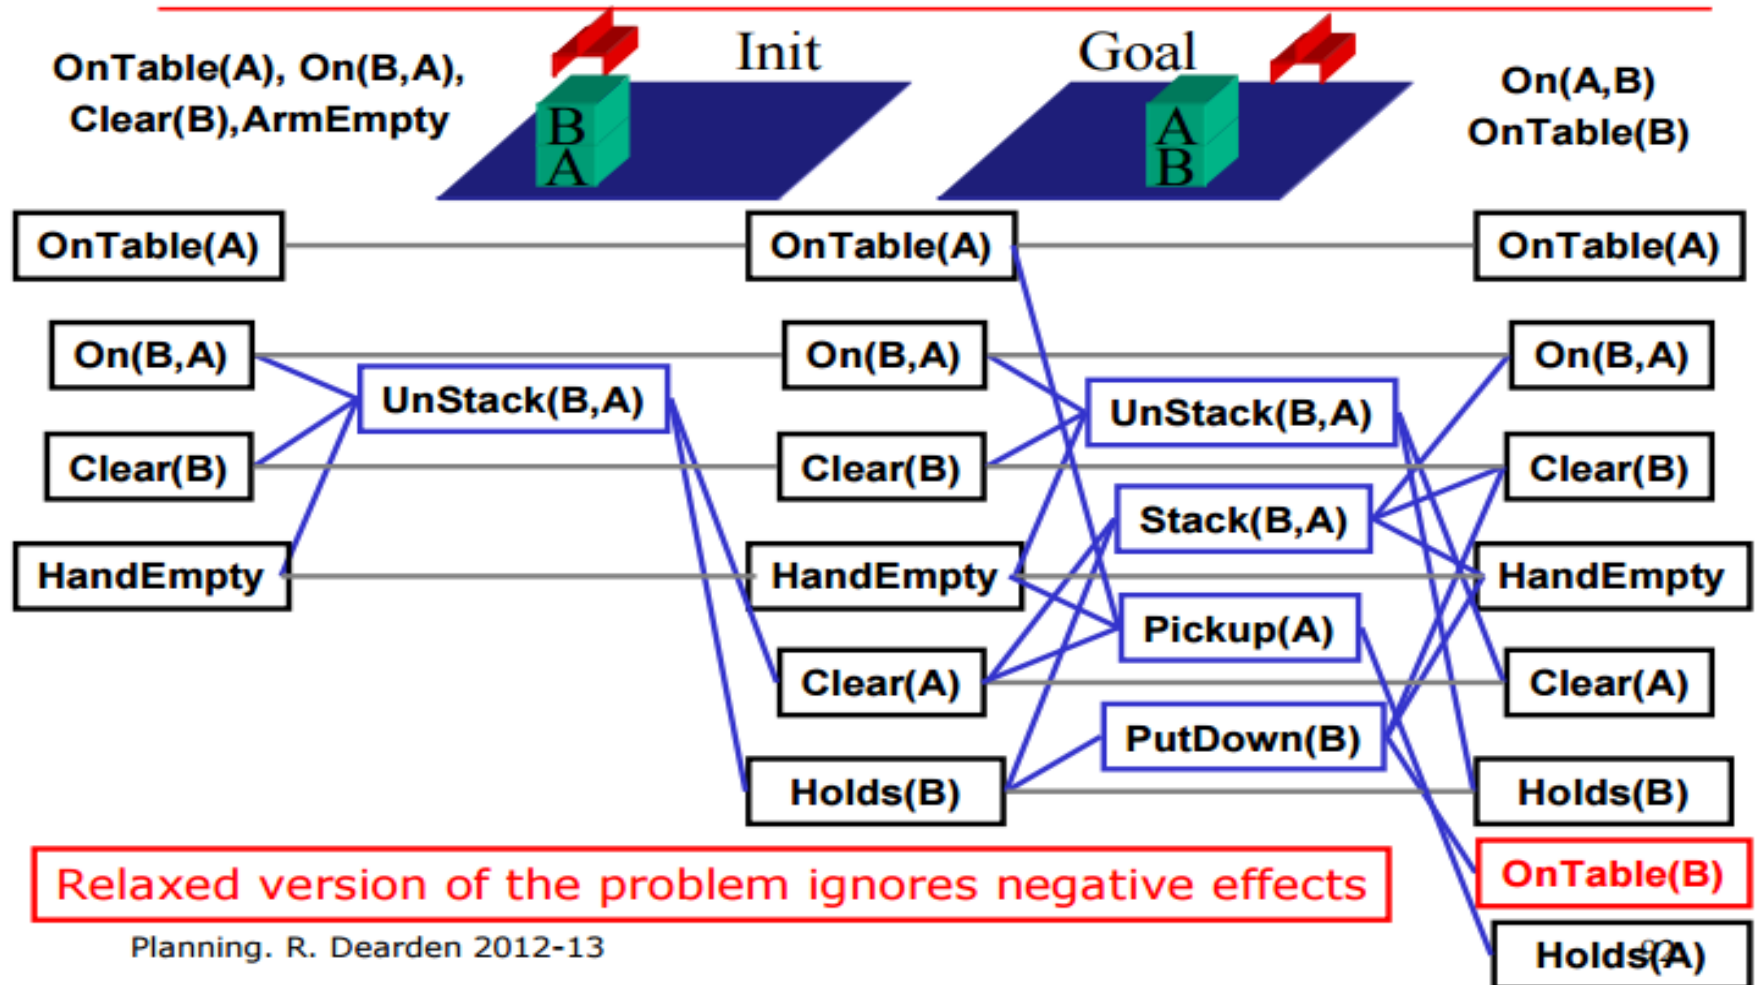 Init
Goal
OnTable(A), On(B,A),
Clear(B),ArmEmpty
B
A
A
B
On(A,B)
OnTable(B)
OnTable(A)
OnTable(A)
OnTable(A)
On(B,A)
On(B,A)
On(B,A)
UnStack(B,A)
UnStack(B,A)
Clear(B)
Clear(B)
Clear(B)
Stack(B,A)
HandEmpty
HandEmpty
HandEmpty
Pickup(A)
Clear(A)
Clear(A)
PutDown(B)
Holds(B)
Holds(B)
Relaxed version of the problem ignores negative effects
OnTable(B)
Planning. R. Dearden 2012-13
Holds(A)